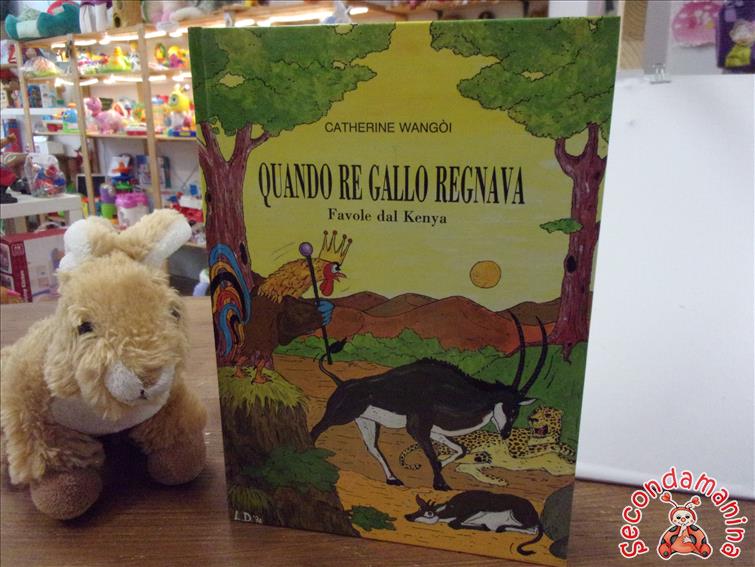 CATHERINE WANGÒI
QUANDO RE GALLO REGNAVA
Favole dal Kenya
secondamanina